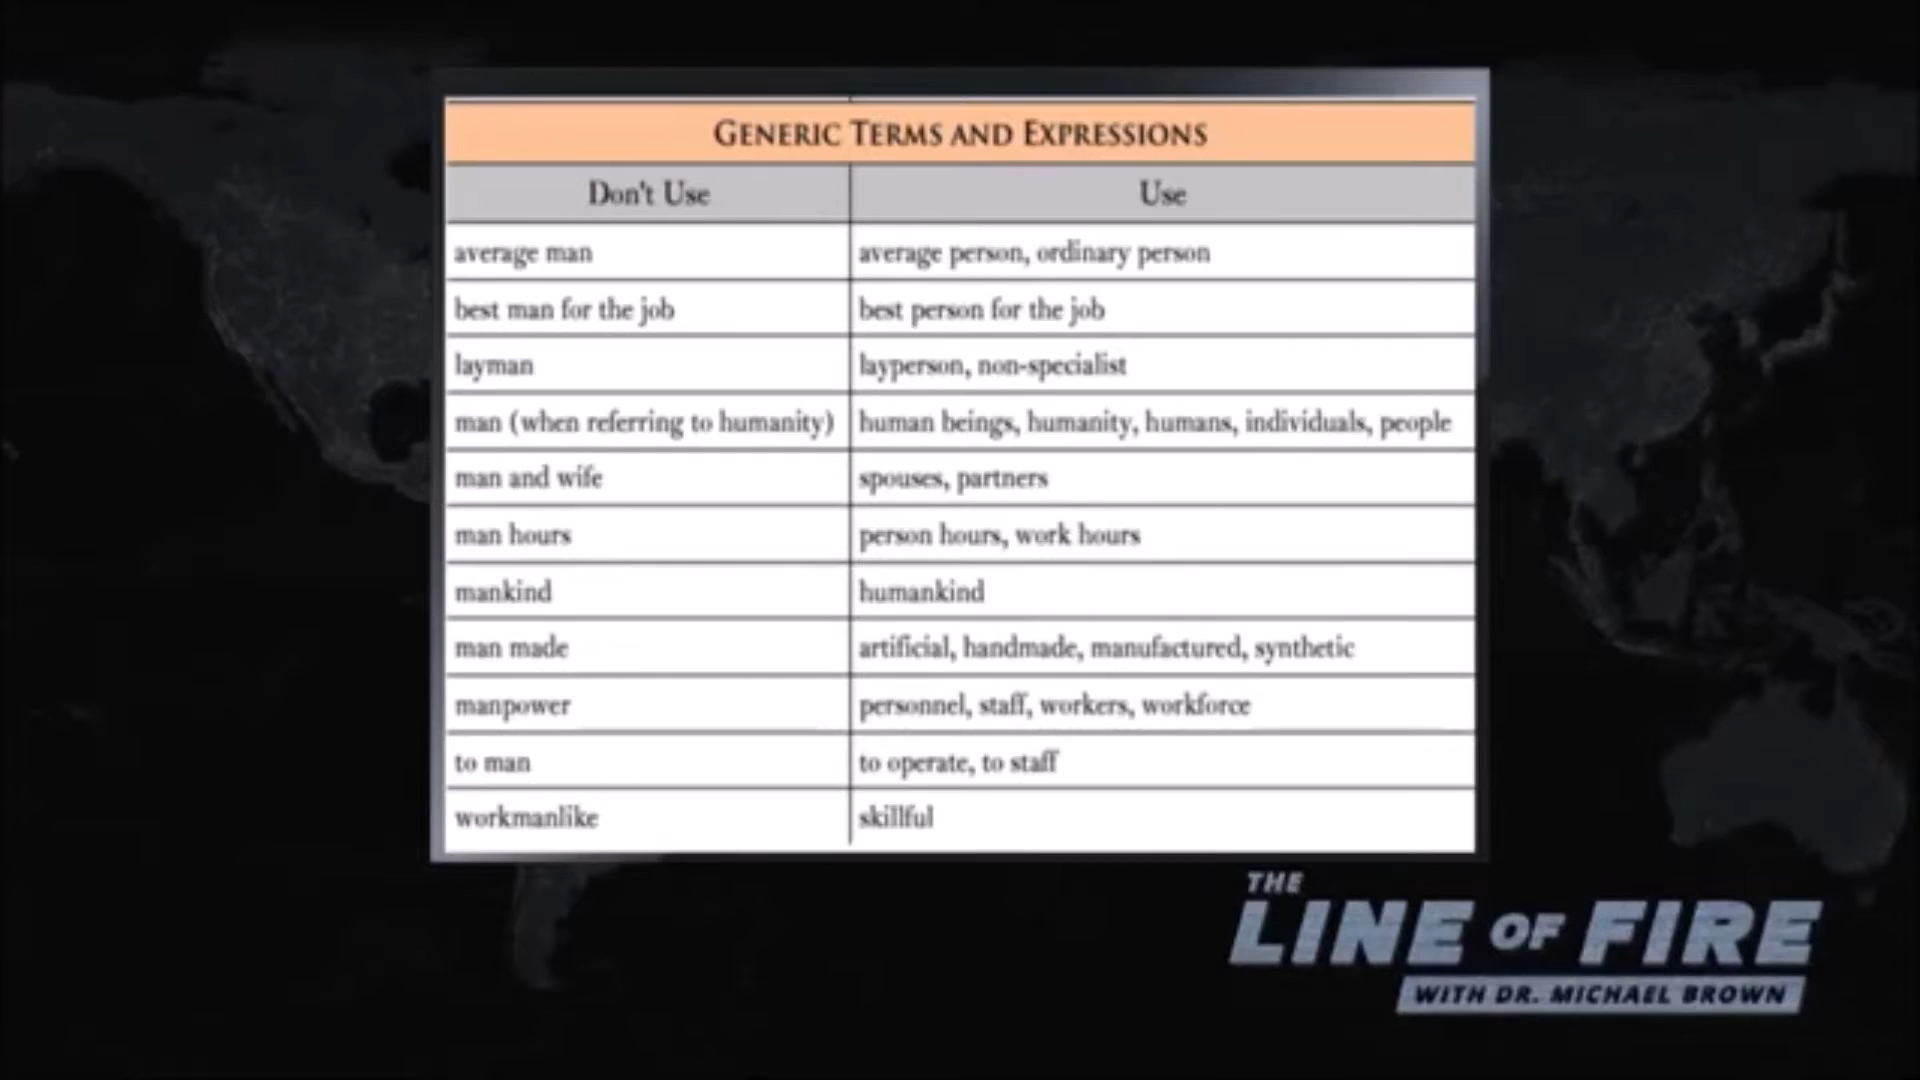 GENERIC TERMS AND EXPRESSIONS
Don't Use Use
average man average person, ordinary person
best man for the job best person for the job
layman layperson, non-specialist
man (when referring to humanity) human beings, humanity, humans, individuals, people
man and wife spouses, partners
man hours person hours, work hours
mankind humankind
man made artificial, handmade, manufactured, synthetic
manpower personnel, staff, workers, workforce
to man to operate, to staff
workmanlike skillful
THE
LINE OF FIRE
WITH DR. MICHAEL BROWN